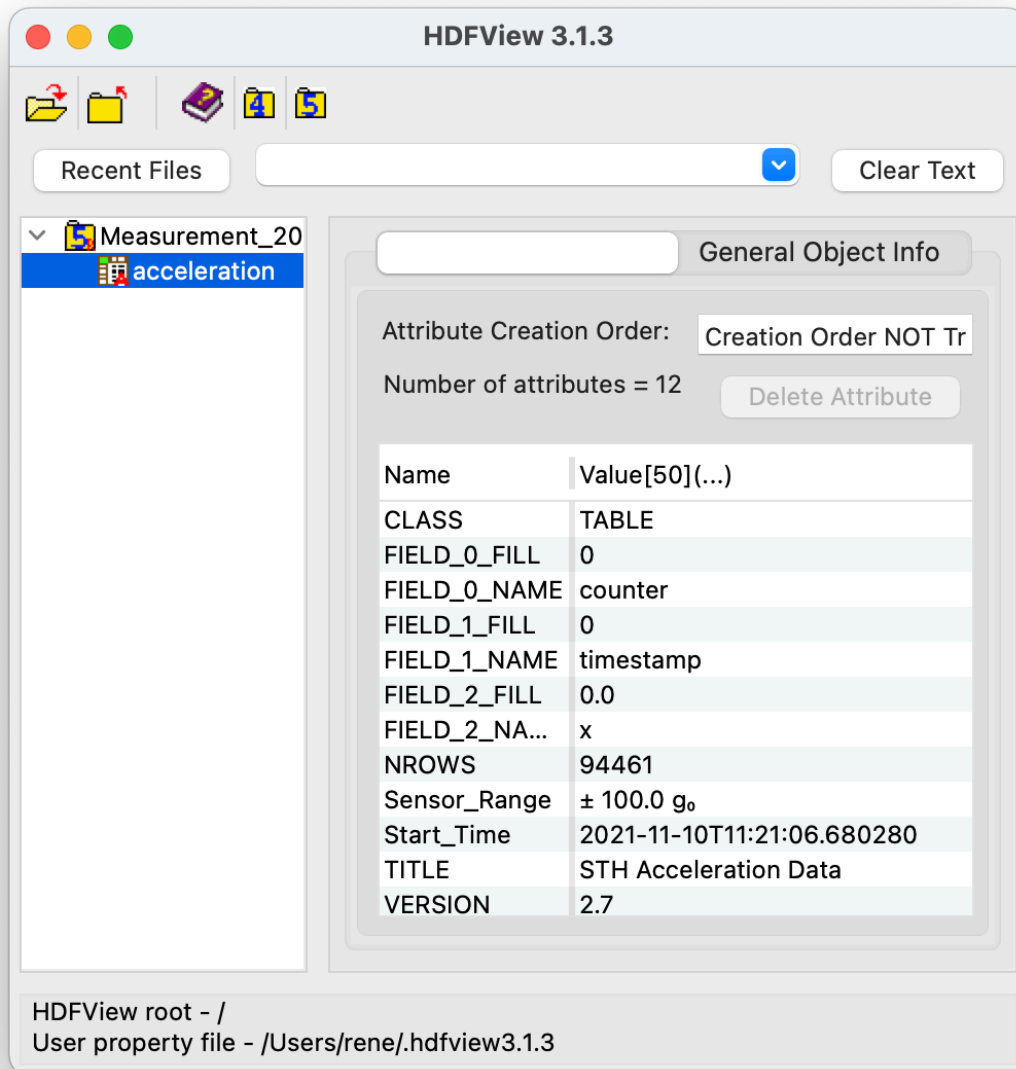 HDFView 3.1.3
4 5
Recent Files Clear Text
5 Measurement_20
acceleration
General Object Info
Attribute Creation Order: Creation Order NOT Tr
Number of attributes = 12 Delete Attribute
Name Value[50](...)
CLASS TABLE
FIELD_0_FILL 0
FIELD_0_NAME counter
FIELD_1_FILL 0
FIELD_1_NAME timestamp
FIELD_2_FILL 0.0
FIELD_2_NA... x
NROWS 94461
Sensor_Range ± 100.0 g₀
Start_Time 2021-11-10T11:21:06.680280
TITLE STH Acceleration Data
VERSION 2.7
HDFView root - /
User property file - /Users/rene/.hdfview3.1.3